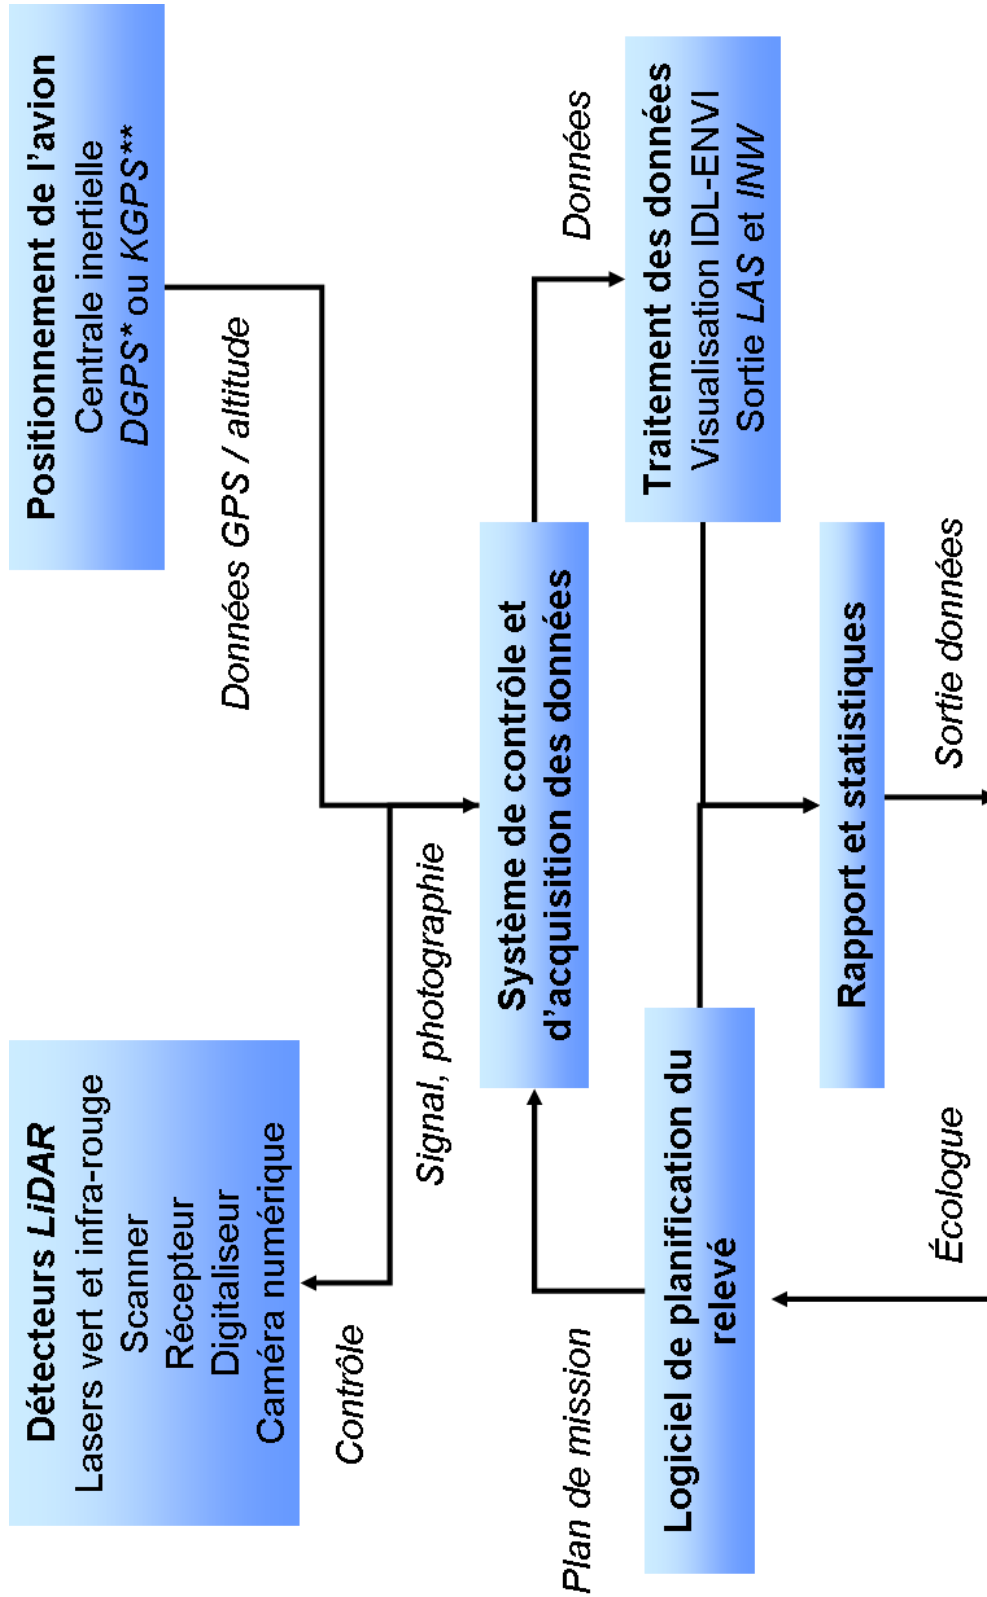 Détecteurs LiDAR
Lasers vert et infra-rouge
Scanner
Récepteur
Digitaliseur
Caméra numérique
Positionnement de l'avion
Centrale inertielle
DGPS* ou KGPS**
Données GPS / altitude
Contrôle
Signal, photographie
Système de contrôle et
d'acquisition des données
Plan de mission
Données
Logiciel de planification du
relevé
Traitement des données
Visualisation IDL-ENVI
Sortie LAS et INW
Rapport et statistiques
Écologue
Sortie données